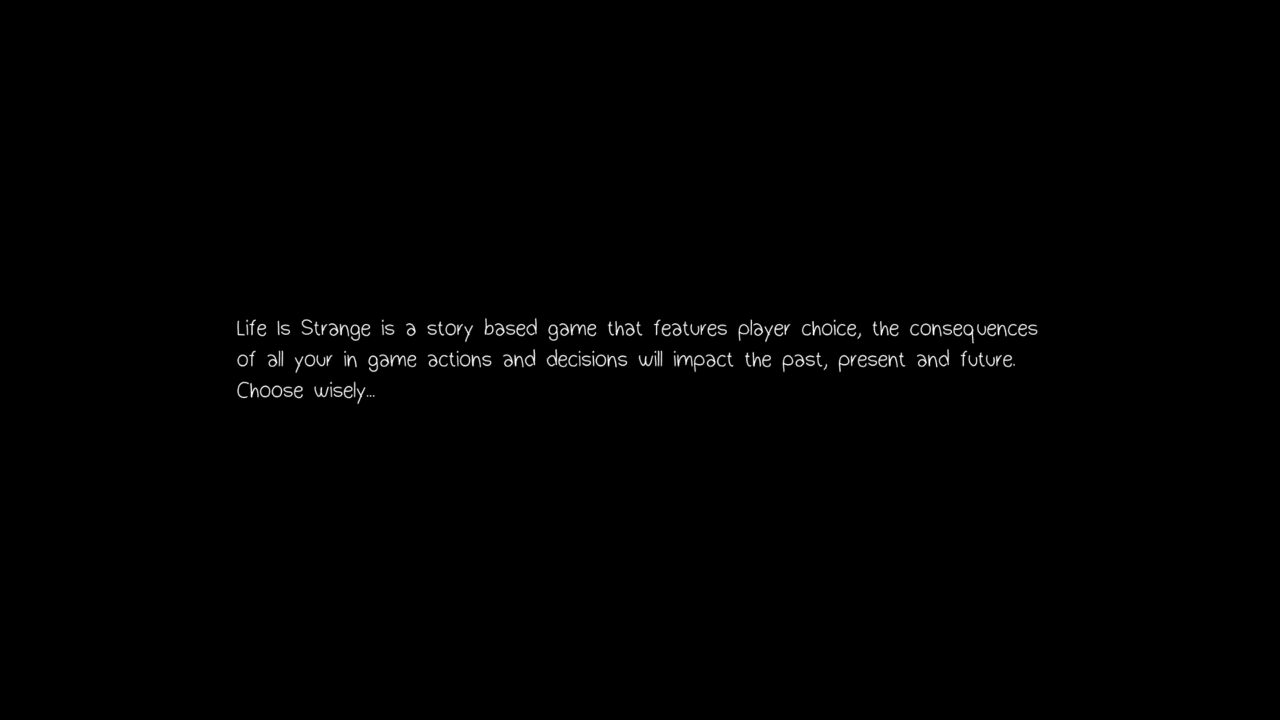 Life Is Strange is a story based game that features player choice, the consequences
of all your in game actions and decisions will impact the past, present and future.
Choose wisely...